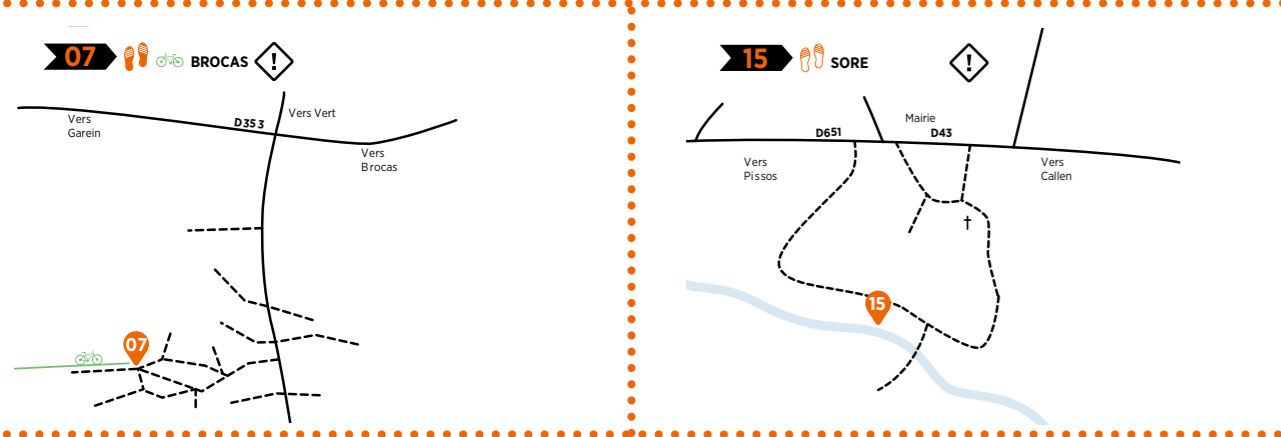 07
BROCAS
!
Vers
Garein
D353
Vers Vert
Vers
Brocas
07
15
SORE
!
Mairie
D651
D43
Vers
Pissos
Vers
Callen
15